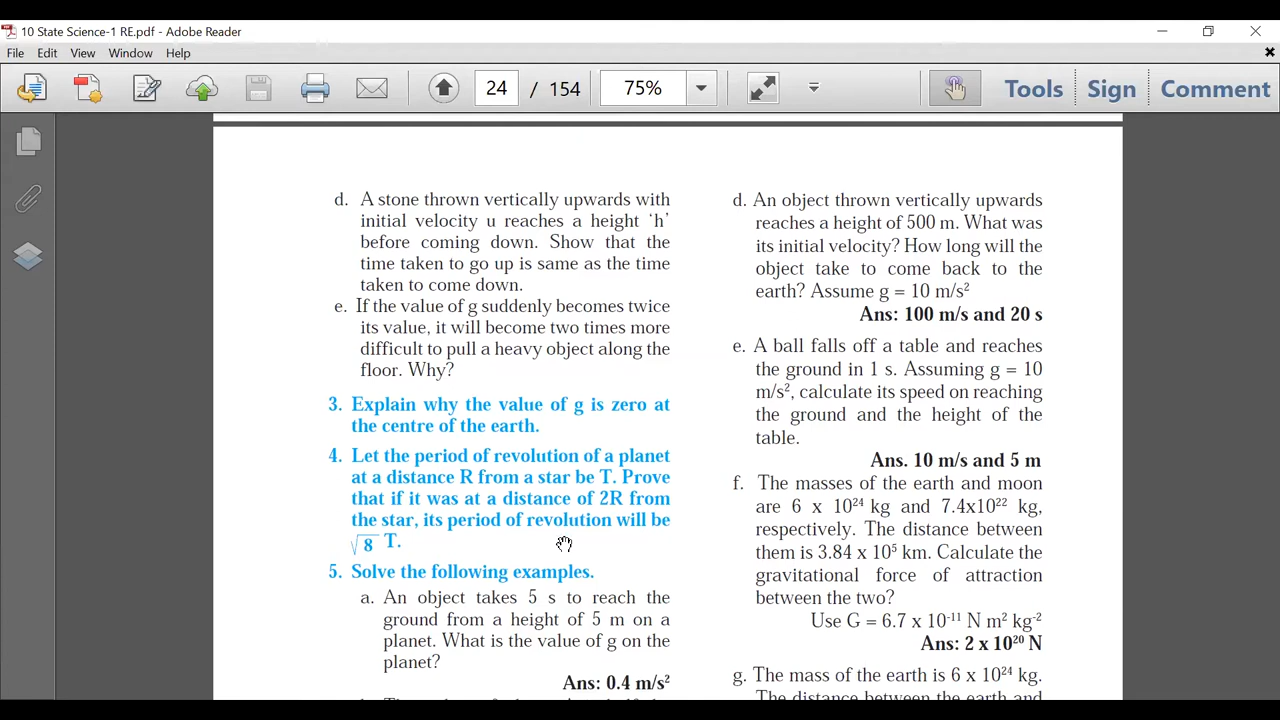 10 State Science-1 RE.pdf - Adobe Reader
File Edit View Window Help
24 / 154 75% Tools Sign Comment
d. A stone thrown vertically upwards with
initial velocity u reaches a height ‘h’
before coming down. Show that the
time taken to go up is same as the time
taken to come down.
e. If the value of g suddenly becomes twice
its value, it will become two times more
difficult to pull a heavy object along the
floor. Why?
3. Explain why the value of g is zero at
the centre of the earth.
4. Let the period of revolution of a planet
at a distance R from a star be T. Prove
that if it was at a distance of 2R from
the star, its period of revolution will be
√8 T.
5. Solve the following examples.
a. An object takes 5 s to reach the
ground from a height of 5 m on a
planet. What is the value of g on the
planet?
Ans: 0.4 m/s²
d. An object thrown vertically upwards
reaches a height of 500 m. What was
its initial velocity? How long will the
object take to come back to the
earth? Assume g = 10 m/s²
Ans: 100 m/s and 20 s
e. A ball falls off a table and reaches
the ground in 1 s. Assuming g = 10
m/s², calculate its speed on reaching
the ground and the height of the
table.
Ans. 10 m/s and 5 m
f. The masses of the earth and moon
are 6 x 10²⁴ kg and 7.4x10²² kg,
respectively. The distance between
them is 3.84 x 10⁵ km. Calculate the
gravitational force of attraction
between the two?
Use G = 6.7 x 10⁻¹¹ N m² kg⁻²
Ans: 2 x 10²⁰ N
g. The mass of the earth is 6 x 10²⁴ kg.
The distance between the earth and